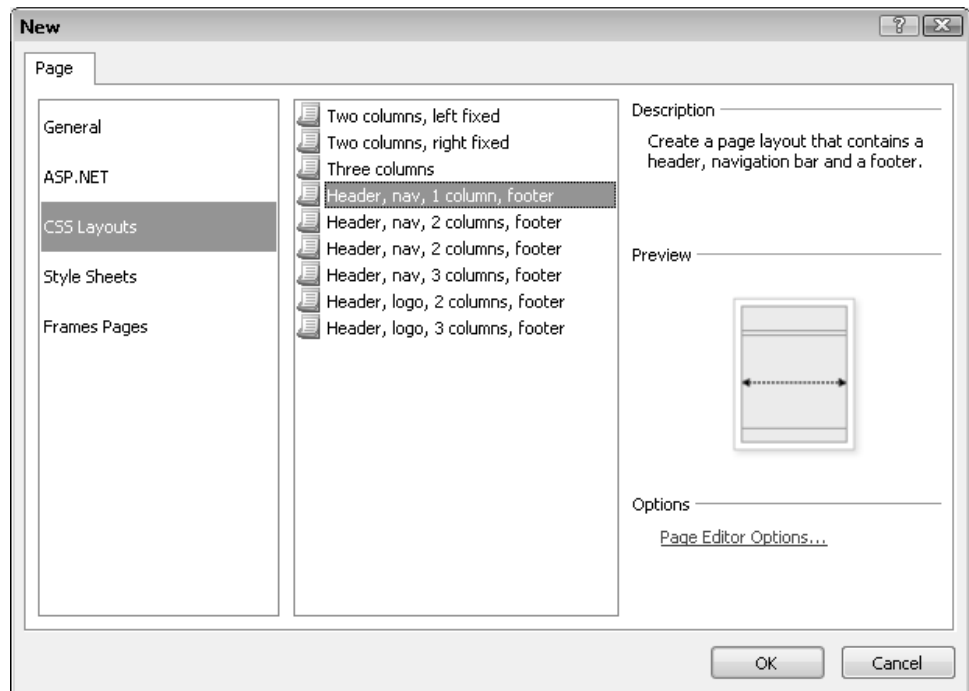 New
Page
General
ASP.NET
CSS Layouts
Style Sheets
Frames Pages
Two columns, left fixed
Two columns, right fixed
Three columns
Header, nav, 1 column, footer
Header, nav, 2 columns, footer
Header, nav, 2 columns, footer
Header, nav, 3 columns, footer
Header, logo, 2 columns, footer
Header, logo, 3 columns, footer
Description
Create a page layout that contains a
header, navigation bar and a footer.
Preview
Options
Page Editor Options...
OK
Cancel